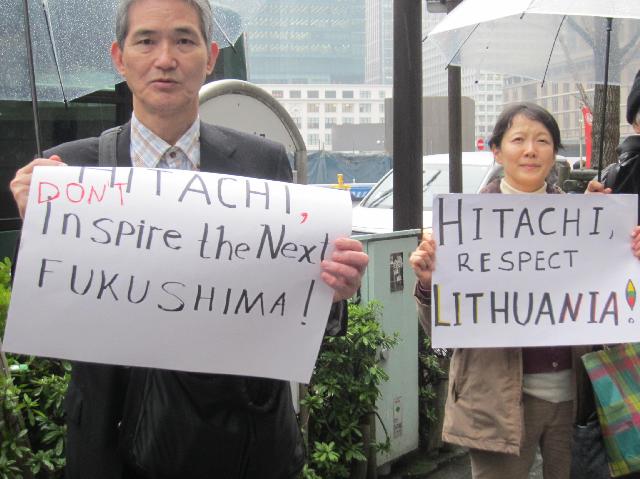 HITACHI,
DON'T
Inspire the Next
FUKUSHIMA!
HITACHI,
RESPECT
LITHUANIA!